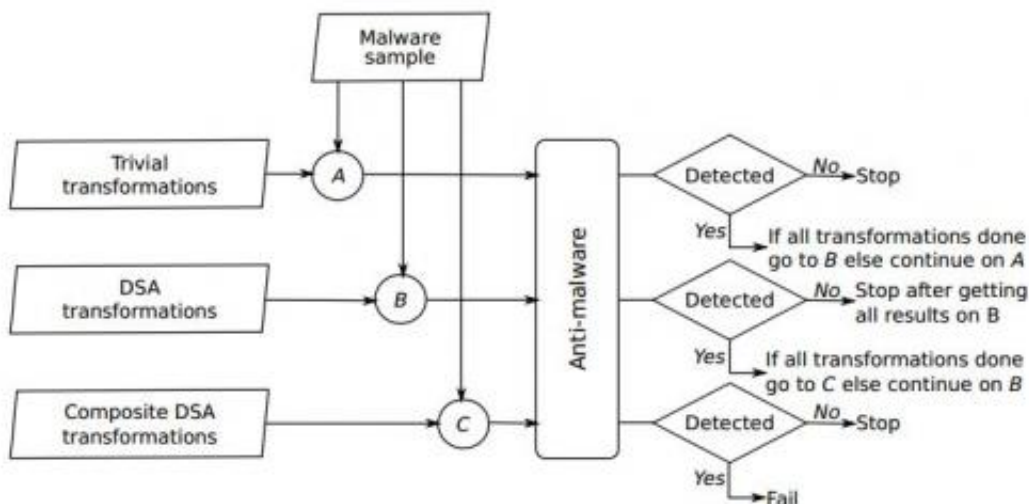 Malware
sample
Trivial
transformations
A
Detected
No
Stop
Yes
If all transformations done
go to B else continue on A
DSA
transformations
B
Anti-malware
Detected
No
Stop after getting
all results on B
Yes
If all transformations done
go to C else continue on B
Composite DSA
transformations
C
Detected
No
Stop
Yes
Fail